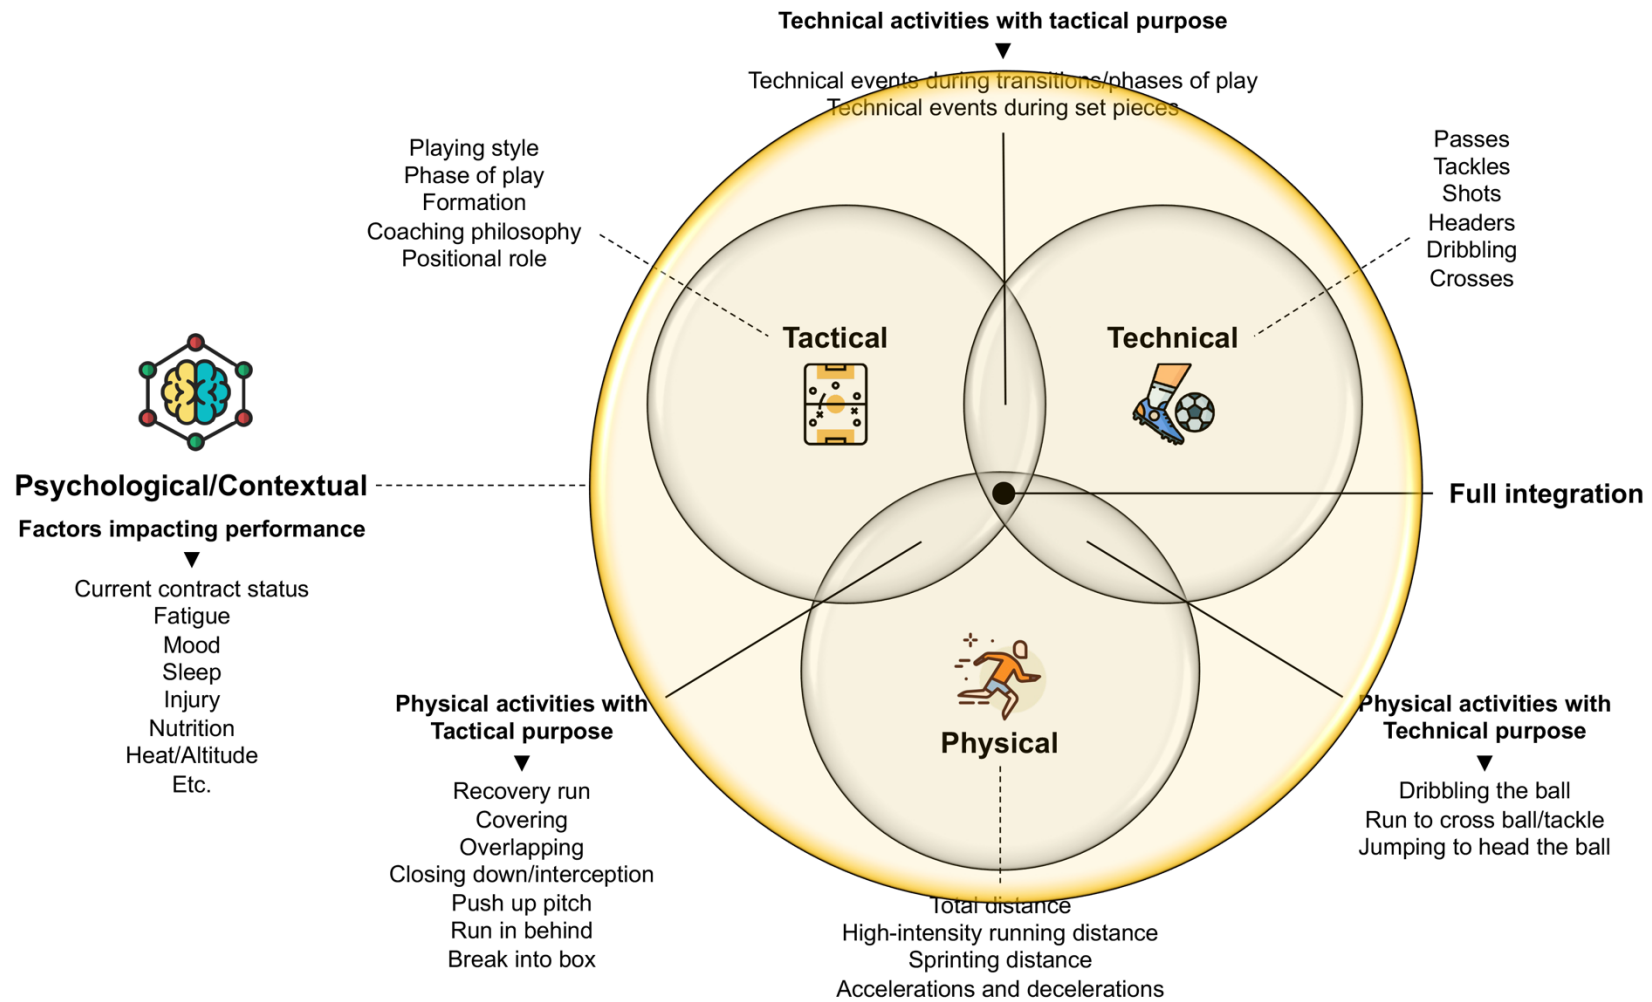 Technical activities with tactical purpose
▼
Technical events during transitions/phases of play
Technical events during set pieces
Playing style
Phase of play
Formation
Coaching philosophy
Positional role
Passes
Tackles
Shots
Headers
Dribbling
Crosses
Tactical
Technical
Psychological/Contextual
Factors impacting performance
▼
Current contract status
Fatigue
Mood
Sleep
Injury
Nutrition
Heat/Altitude
Etc.
Full integration
Physical
Physical activities with
Tactical purpose
▼
Recovery run
Covering
Overlapping
Closing down/interception
Push up pitch
Run in behind
Break into box
Physical activities with
Technical purpose
▼
Dribbling the ball
Run to cross ball/tackle
Jumping to head the ball
Total distance
High-intensity running distance
Sprinting distance
Accelerations and decelerations